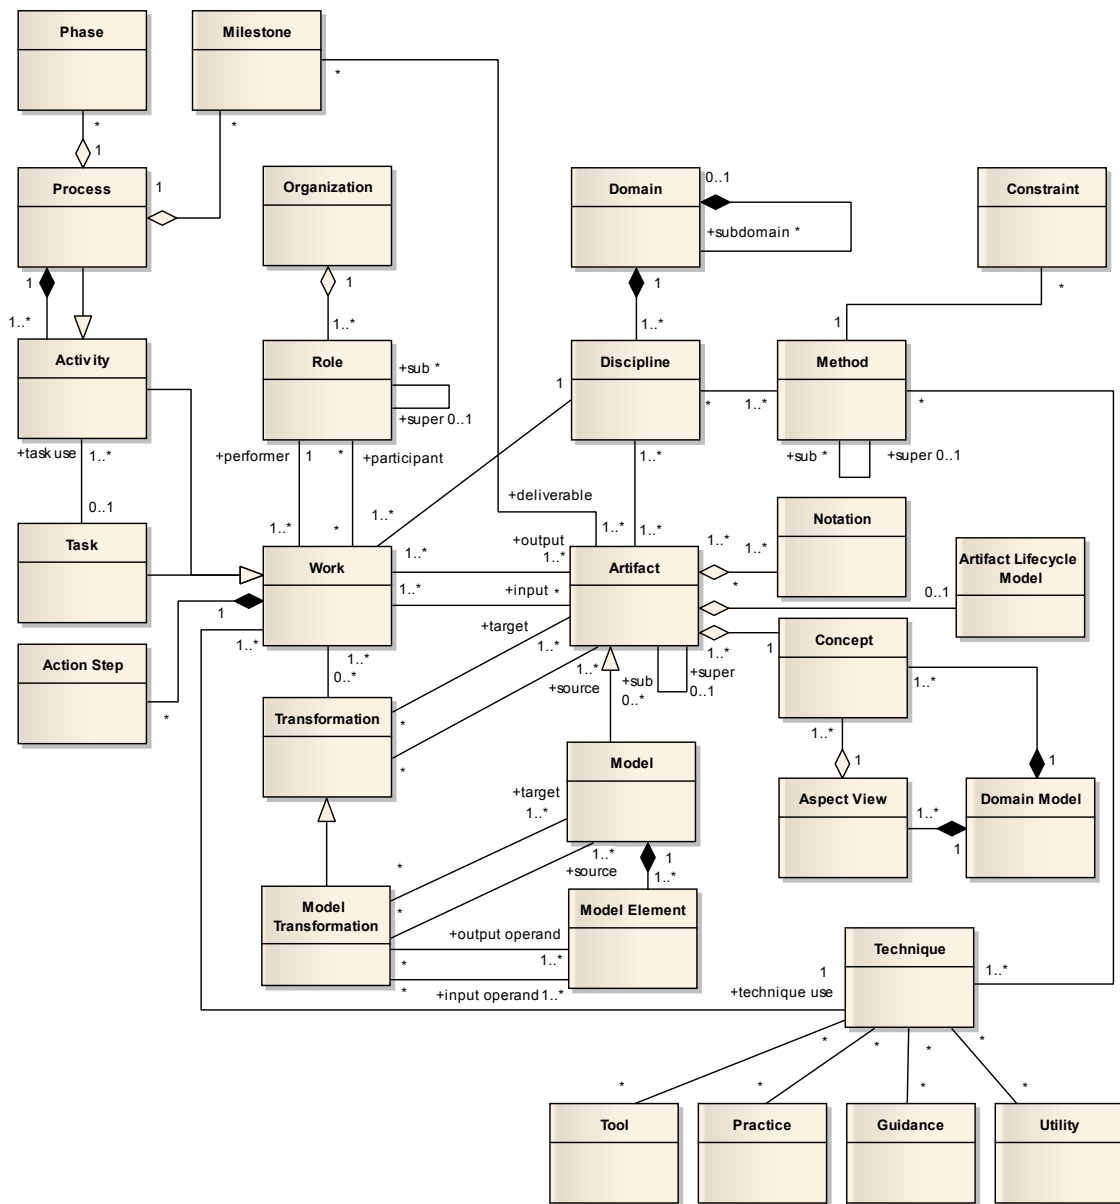 Phase
Milestone
*
*
*
1
Process
1
Organization
Domain
0..1
+subdomain *
Constraint
*
1
1
1
1..*
1..*
1..*
1
Activity
Role
+sub *
+super 0..1
Discipline
1
*
1..*
Method
*
+task use
1..*
+performer
1
*
+participant
1..*
+sub *
+super 0..1
0..1
+deliverable
Task
1..*
*
1..*
1..*
1..*
Notation
1..*
1..*
*
Work
1..*
+output
1..*
Artifact
Artifact Lifecycle
Model
0..1
1..*
+input *
1
1..*
+target
1..*
1..*
1
Concept
Action Step
*
1..*
0..*
1..*
+source
+sub
0..*
+super
0..1
1..*
Transformation
*
*
1..*
1
1
Model
+target
1..*
Aspect View
1..*
1
Domain Model
*
*
1..*
+source
1
1..*
Model
Transformation
Model Element
+output operand
1..*
*
*
+input operand 1..*
Technique
1
+technique use
1..*
*
*
*
*
*
*
*
*
Tool
Practice
Guidance
Utility